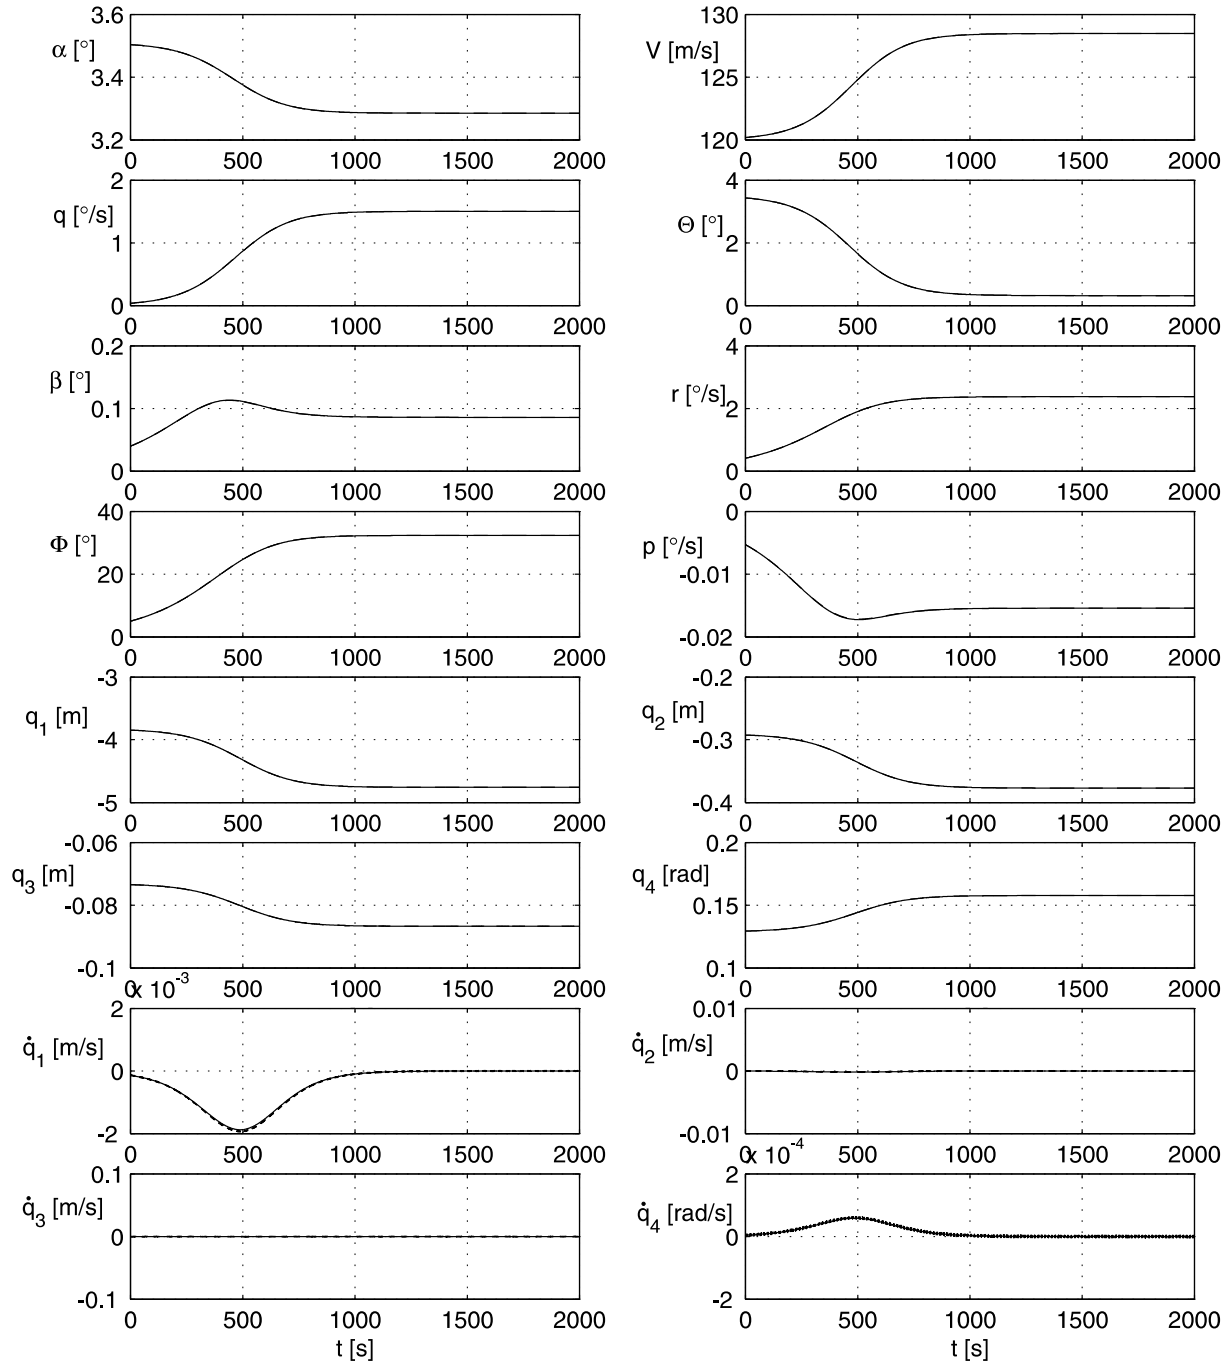 3.6
α [°]
3.4
3.2
0 500 1000 1500 2000
130
V [m/s]
125
120
0 500 1000 1500 2000
2
q [°/s]
1
0
0 500 1000 1500 2000
4
Θ [°]
2
0
0 500 1000 1500 2000
0.2
β [°]
0.1
0
0 500 1000 1500 2000
4
r [°/s]
2
0
0 500 1000 1500 2000
40
Φ [°]
20
0
0 500 1000 1500 2000
0
p [°/s]
-0.01
-0.02
0 500 1000 1500 2000
-3
q₁ [m]
-4
-5
0 500 1000 1500 2000
-0.2
q₂ [m]
-0.3
-0.4
0 500 1000 1500 2000
-0.06
q₃ [m]
-0.08
-0.1
0 500 1000 1500 2000
0.2
q₄ [rad]
0.15
0.1
0 500 1000 1500 2000
x 10⁻³
2
q̇₁ [m/s]
0
-2
0 500 1000 1500 2000
0.01
q̇₂ [m/s]
0
-0.01
0 500 1000 1500 2000
0.1
q̇₃ [m/s]
0
-0.1
0 500 1000 1500 2000
t [s]
x 10⁻⁴
2
q̇₄ [rad/s]
0
-2
0 500 1000 1500 2000
t [s]